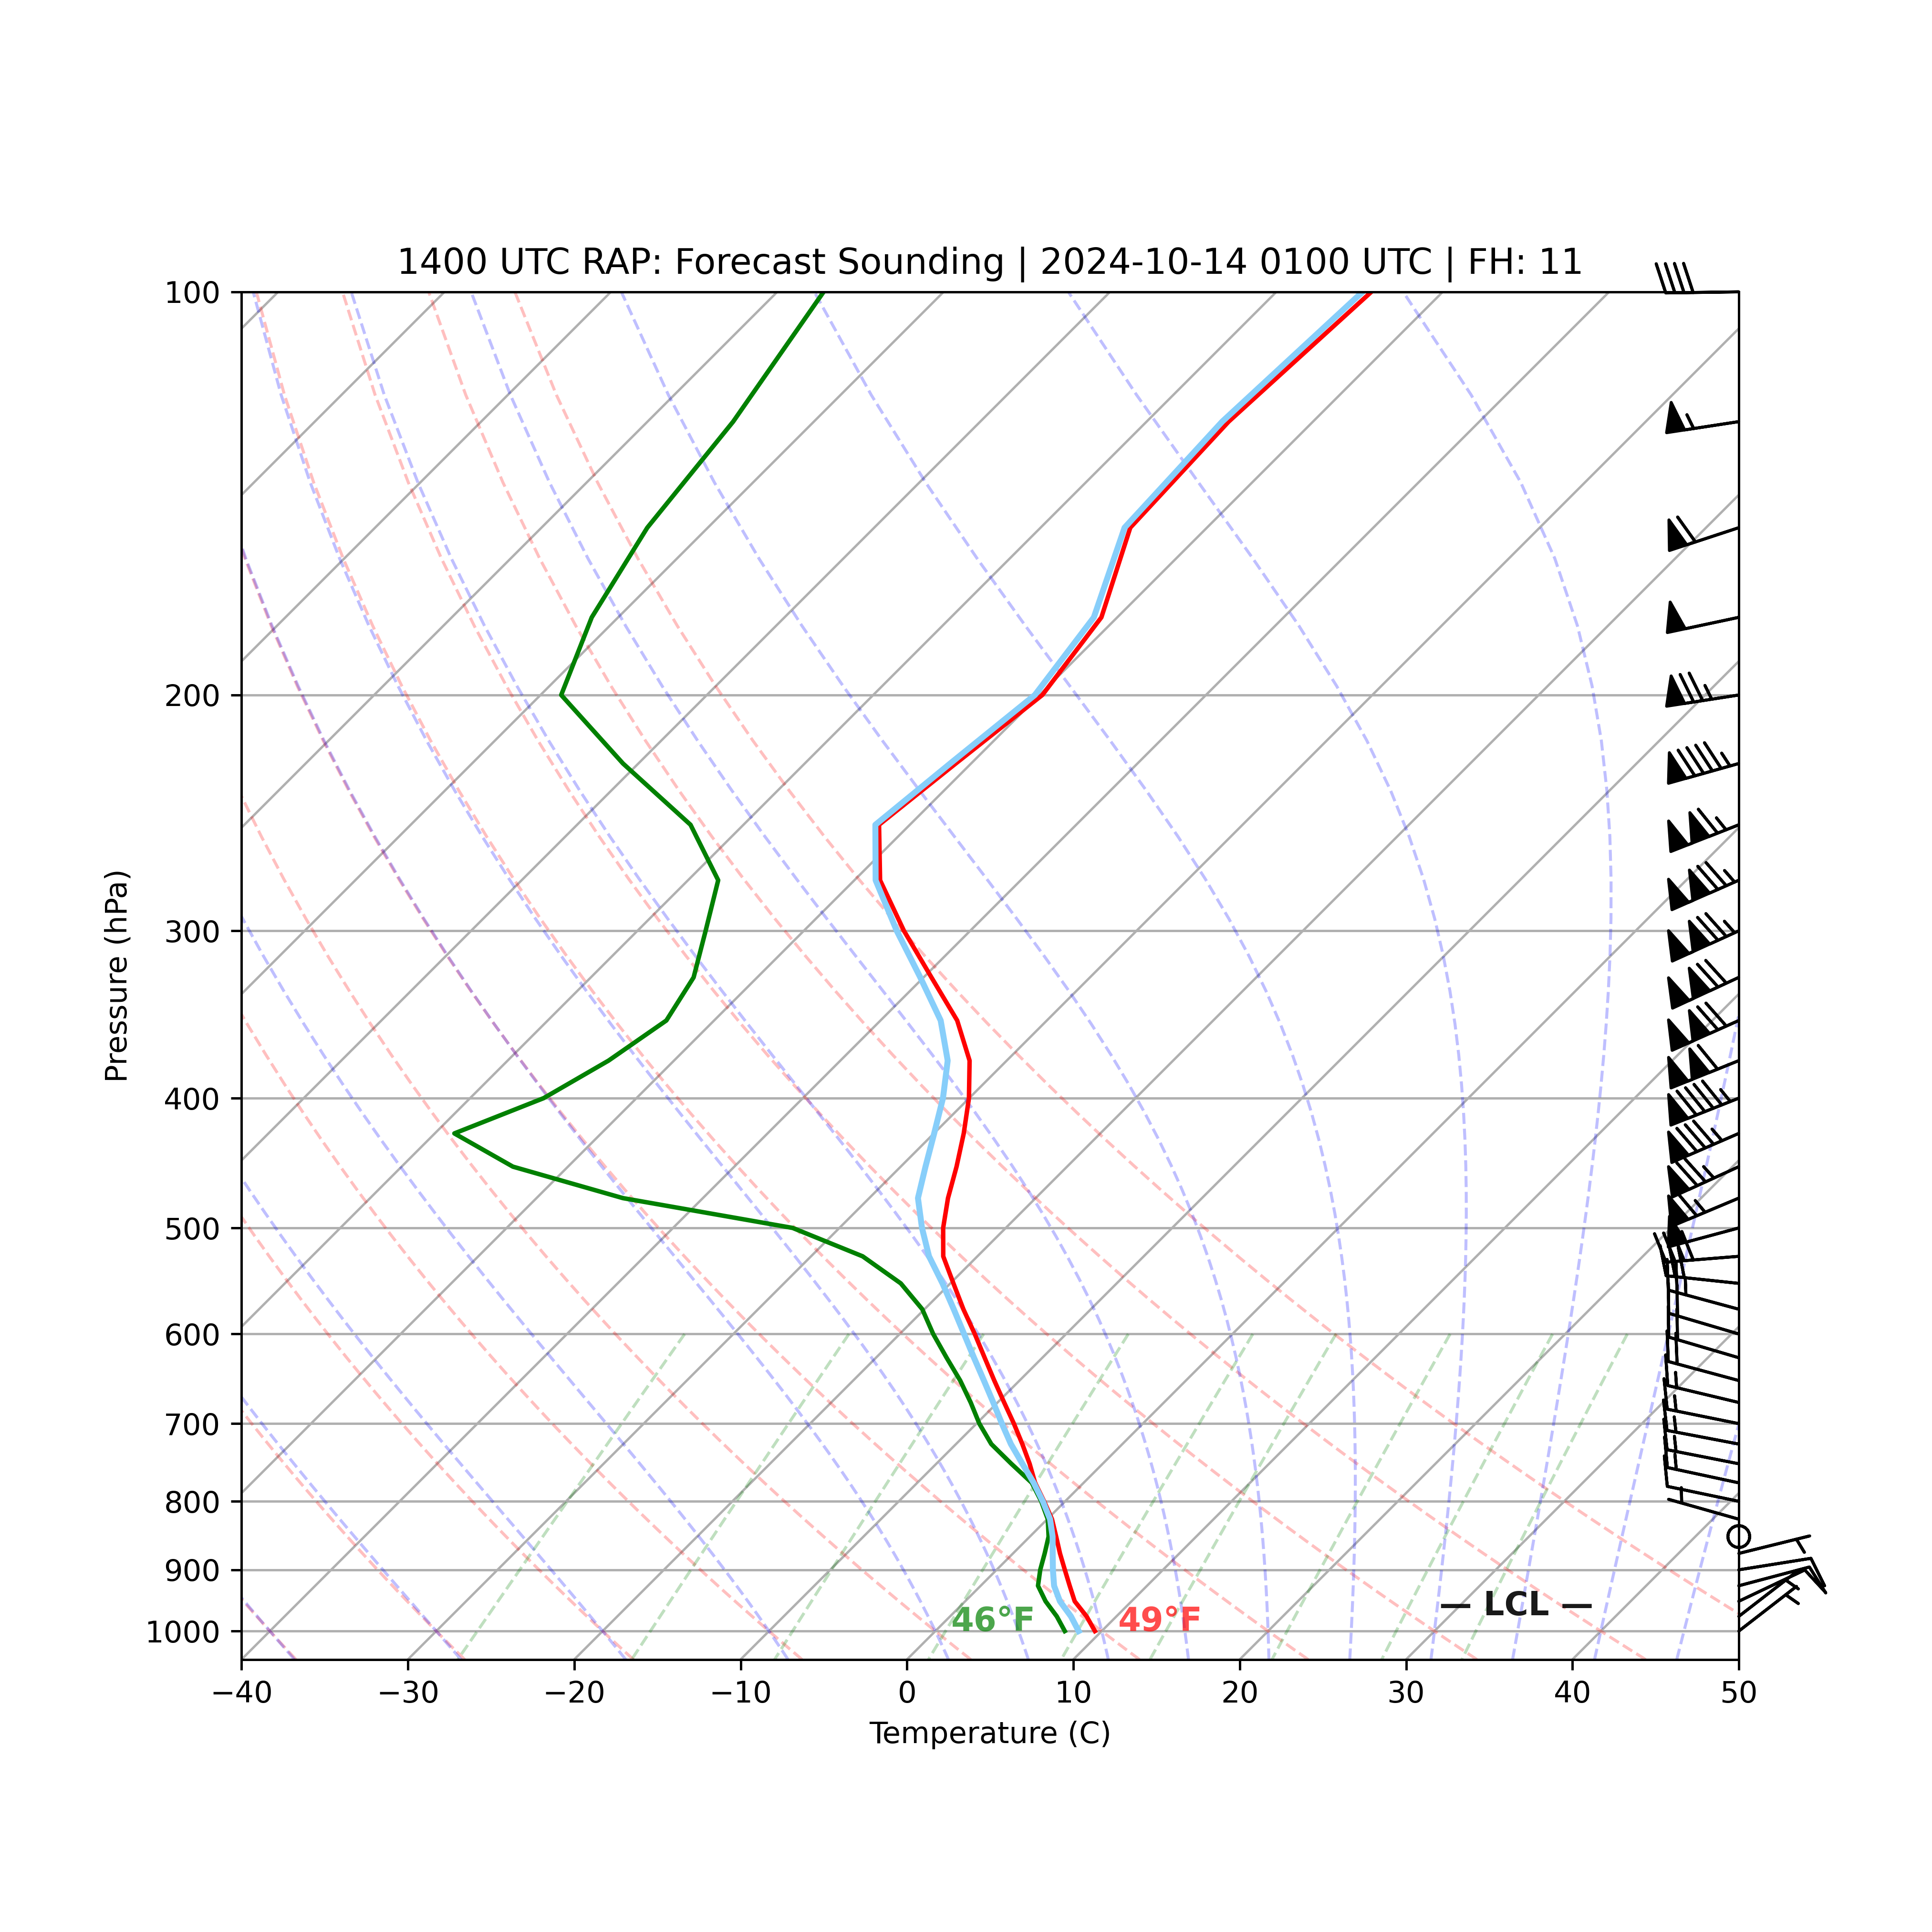 1400 UTC RAP: Forecast Sounding | 2024-10-14 0100 UTC | FH: 11
100
200
300
400
500
600
700
800
900
1000
Pressure (hPa)
46°F
49°F
— LCL —
−40 −30 −20 −10 0 10 20 30 40 50
Temperature (C)